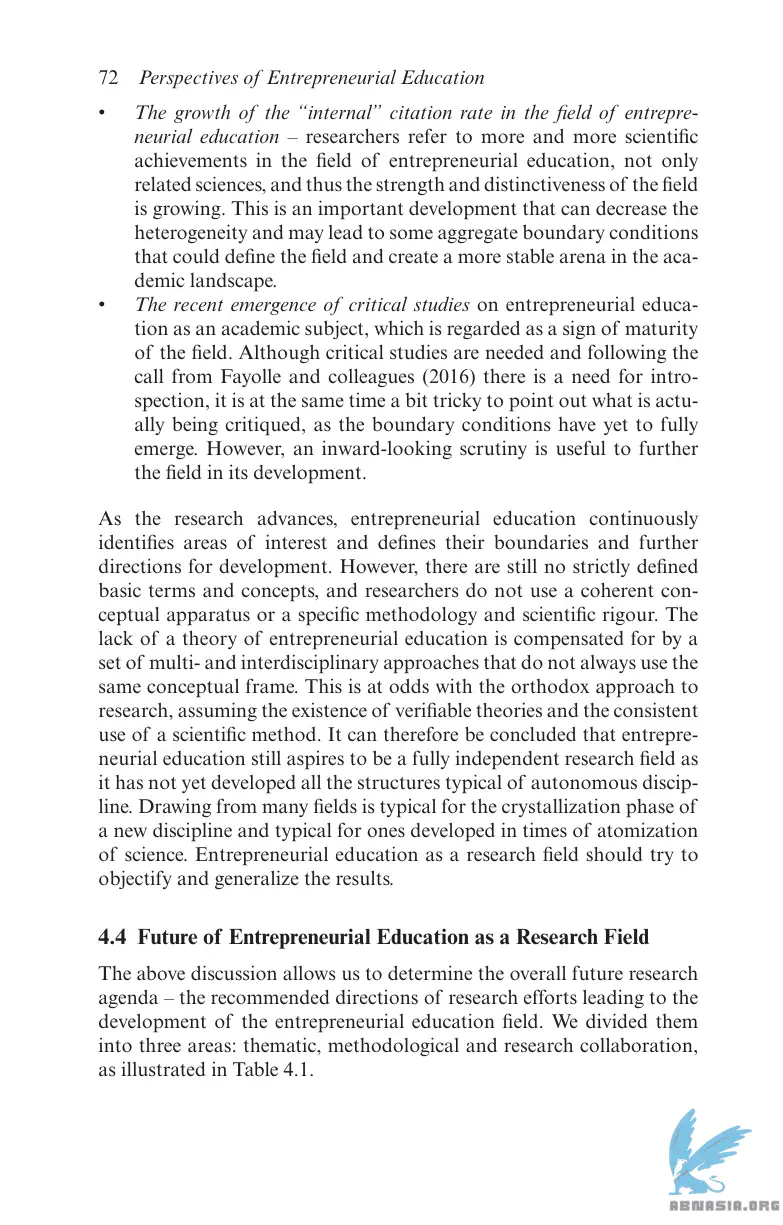 72 Perspectives of Entrepreneurial Education
• The growth of the “internal” citation rate in the field of entrepre-
neurial education – researchers refer to more and more scientific
achievements in the field of entrepreneurial education, not only
related sciences, and thus the strength and distinctiveness of the field
is growing. This is an important development that can decrease the
heterogeneity and may lead to some aggregate boundary conditions
that could define the field and create a more stable arena in the aca-
demic landscape.
• The recent emergence of critical studies on entrepreneurial educa-
tion as an academic subject, which is regarded as a sign of maturity
of the field. Although critical studies are needed and following the
call from Fayolle and colleagues (2016) there is a need for intro-
spection, it is at the same time a bit tricky to point out what is actu-
ally being critiqued, as the boundary conditions have yet to fully
emerge. However, an inward-looking scrutiny is useful to further
the field in its development.
As the research advances, entrepreneurial education continuously
identifies areas of interest and defines their boundaries and further
directions for development. However, there are still no strictly defined
basic terms and concepts, and researchers do not use a coherent con-
ceptual apparatus or a specific methodology and scientific rigour. The
lack of a theory of entrepreneurial education is compensated for by a
set of multi- and interdisciplinary approaches that do not always use the
same conceptual frame. This is at odds with the orthodox approach to
research, assuming the existence of verifiable theories and the consistent
use of a scientific method. It can therefore be concluded that entrepre-
neurial education still aspires to be a fully independent research field as
it has not yet developed all the structures typical of autonomous discip-
line. Drawing from many fields is typical for the crystallization phase of
a new discipline and typical for ones developed in times of atomization
of science. Entrepreneurial education as a research field should try to
objectify and generalize the results.
4.4 Future of Entrepreneurial Education as a Research Field
The above discussion allows us to determine the overall future research
agenda – the recommended directions of research efforts leading to the
development of the entrepreneurial education field. We divided them
into three areas: thematic, methodological and research collaboration,
as illustrated in Table 4.1.
ABNASIA.ORG